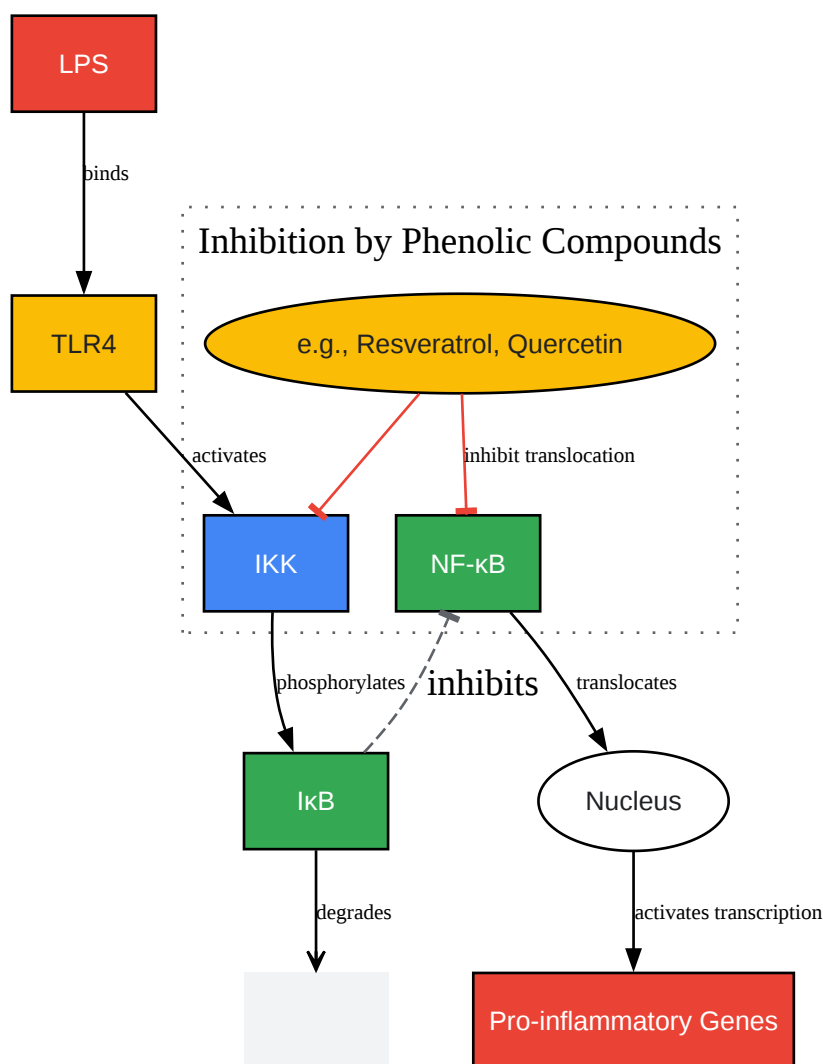 LPS
binds
Inhibition by Phenolic Compounds
TLR4
e.g., Resveratrol, Quercetin
activates
inhibit translocation
IKK
NF-κB
phosphorylates
inhibits
translocates
IκB
Nucleus
degrades
activates transcription
Pro-inflammatory Genes